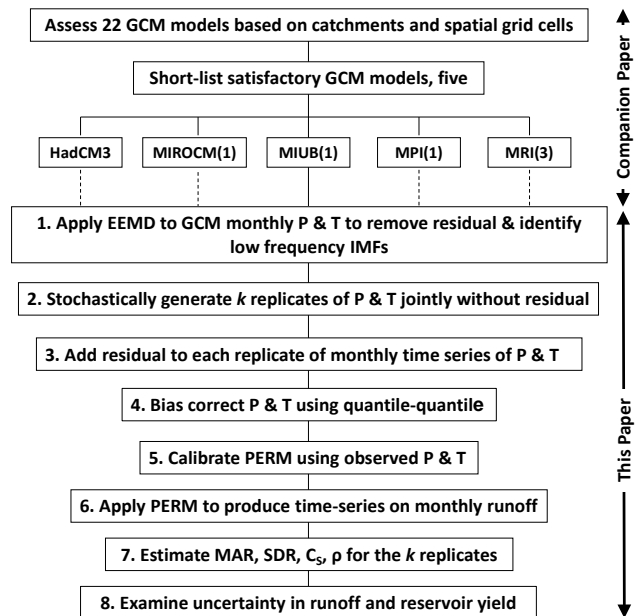 Assess 22 GCM models based on catchments and spatial grid cells
Short-list satisfactory GCM models, five
HadCM3
MIROCM(1)
MIUB(1)
MPI(1)
MRI(3)
Companion Paper
1. Apply EEMD to GCM monthly P & T to remove residual & identify
low frequency IMFs
2. Stochastically generate k replicates of P & T jointly without residual
3. Add residual to each replicate of monthly time series of P & T
4. Bias correct P & T using quantile-quantile
5. Calibrate PERM using observed P & T
6. Apply PERM to produce time-series on monthly runoff
7. Estimate MAR, SDR, Cs, ρ for the k replicates
8. Examine uncertainty in runoff and reservoir yield
This Paper